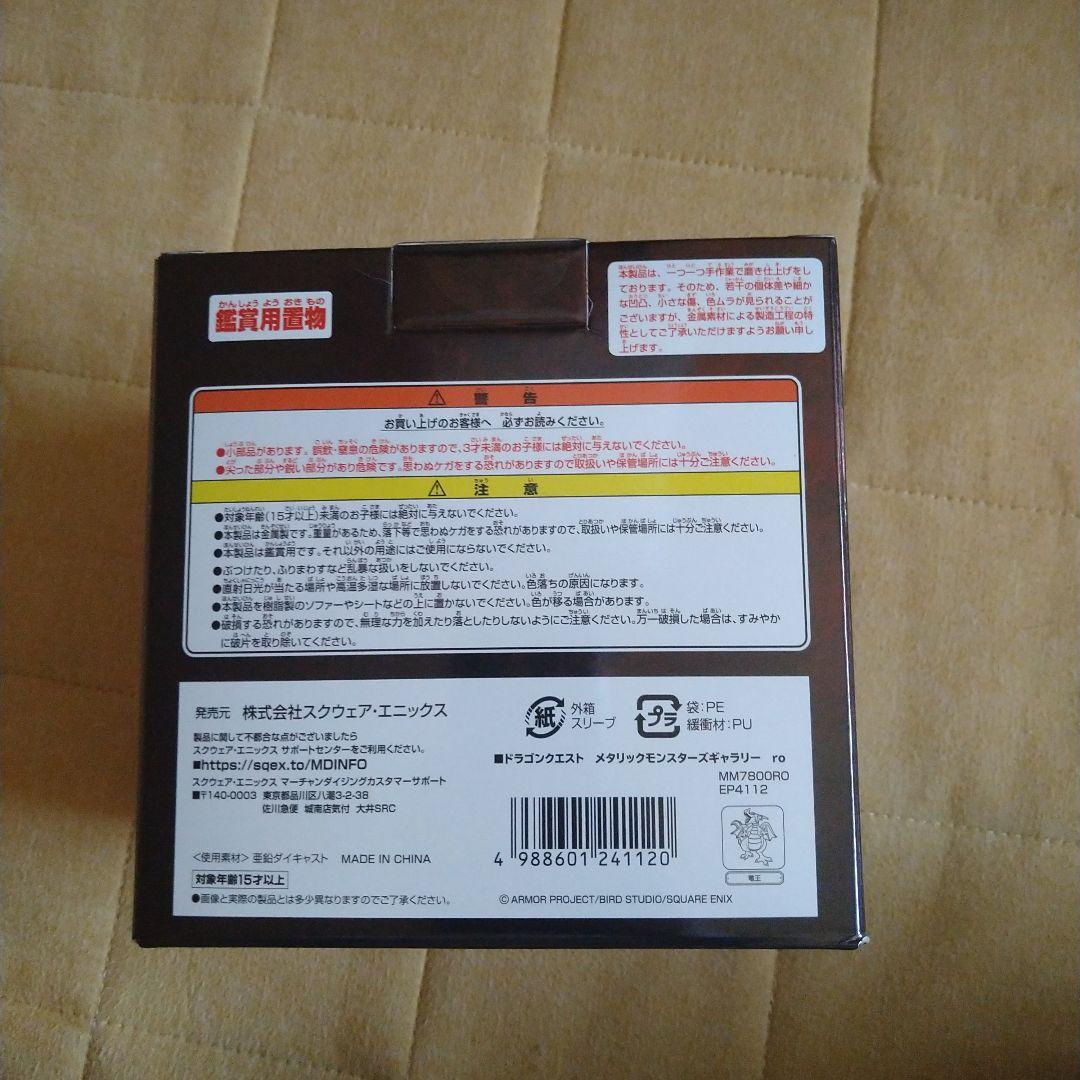 鑑賞用置物
本製品は、一つ一つ手作業で磨き仕上げをし
ております。そのため、若干の個体差や細か
な凹凸、小さな傷、色ムラが見られることが
ございますが、金属素材による製造工程の特
性としてご了承いただけますようお願い申し
上げます。
⚠ 警告
お買い上げのお客様へ 必ずお読みください。
●小部品があります。誤飲・窒息の危険がありますので、3才未満のお子様には絶対に与えないでください。
●尖った部分や鋭い部分があり危険です。思わぬケガをする恐れがありますので取扱いや保管場所には十分ご注意ください。
⚠ 注意
●対象年齢(15才以上)未満のお子様には絶対に与えないでください。
●本製品は金属製です。重量があるため、落下等で思わぬケガをする恐れがありますので、取扱いや保管場所には十分ご注意ください。
●本製品は鑑賞用です。それ以外の用途にはご使用にならないでください。
●ぶつけたり、ふりまわすなど乱暴な扱いをしないでください。
●直射日光が当たる場所や高温多湿な場所に放置しないでください。色落ちの原因になります。
●本製品を樹脂製のソファーやシートなどの上に置かないでください。色が移る場合があります。
●破損する恐れがありますので、無理な力を加えたり落としたりしないようにご注意ください。万一破損した場合は、すみやか
に破片を取り除いてください。
発売元 株式会社スクウェア・エニックス
製品に関して不都合な点がございましたら
スクウェア・エニックス サポートセンターをご利用ください。
■https://sqex.to/MDINFO
スクウェア・エニックス マーチャンダイジングカスタマーサポート
■〒140-0003 東京都品川区八潮3-2-38
佐川急便 城南店気付 大井SRC
<使用素材> 亜鉛ダイキャスト MADE IN CHINA
対象年齢15才以上
●画像と実際の製品とは多少異なりますのでご了承ください。
紙 外箱
スリーブ
プラ 袋:PE
緩衝材:PU
■ドラゴンクエスト メタリックモンスターズギャラリー ro
MM7800RO
EP4112
4 988601 241120
竜王
© ARMOR PROJECT/BIRD STUDIO/SQUARE ENIX